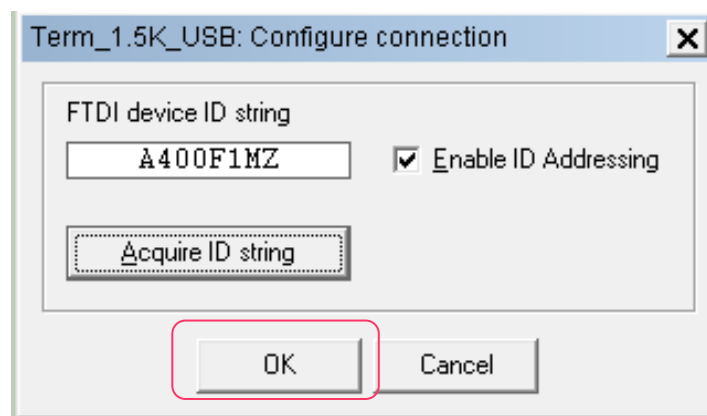 Term_1.5K_USB: Configure connection
FTDI device ID string
A400F1MZ
Enable ID Addressing
Acquire ID string
OK
Cancel